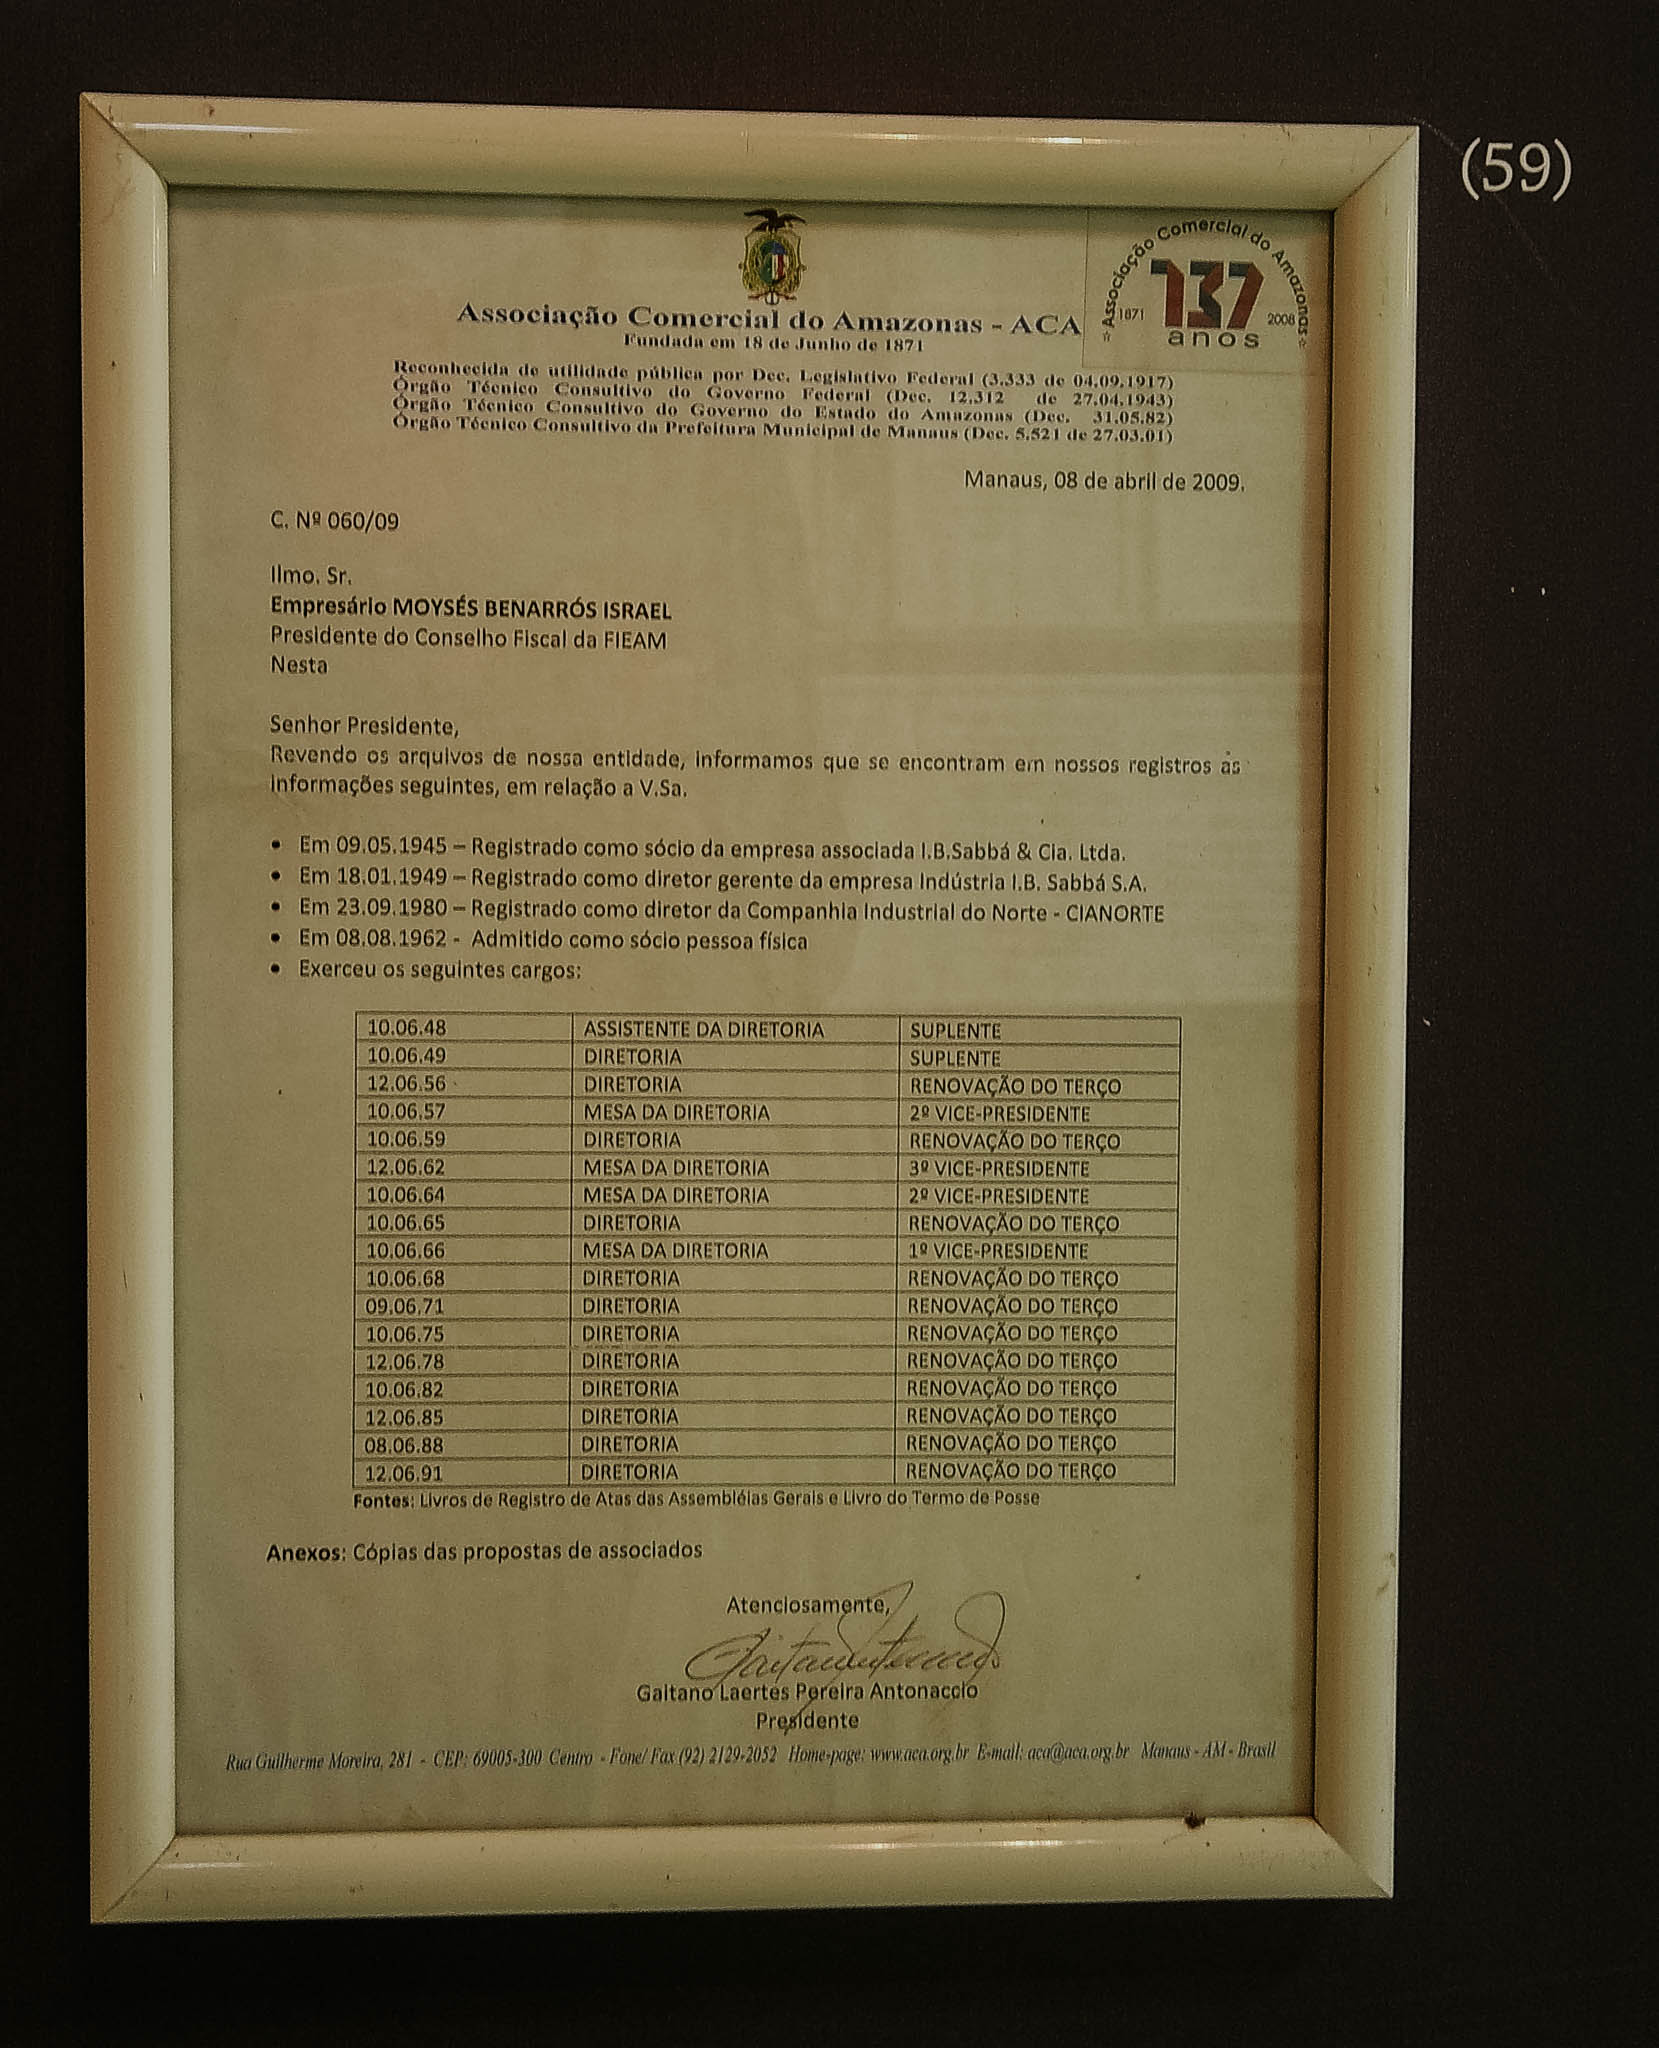 (59)
Associação Comercial do Amazonas
1871 137 2008
anos
Associação Comercial do Amazonas - ACA
Fundada em 18 de Junho de 1871
Reconhecida de utilidade pública por Dec. Legislativo Federal (3.333 de 04.09.1917)
Órgão Técnico Consultivo do Governo Federal (Dec. 12.312 de 27.04.1943)
Órgão Técnico Consultivo do Governo do Estado do Amazonas (Dec. 31.05.82)
Órgão Técnico Consultivo da Prefeitura Municipal de Manaus (Dec. 5.521 de 27.03.01)
Manaus, 08 de abril de 2009.
C. Nº 060/09
Ilmo. Sr.
Empresário MOYSÉS BENARRÓS ISRAEL
Presidente do Conselho Fiscal da FIEAM
Nesta
Senhor Presidente,
Revendo os arquivos de nossa entidade, informamos que se encontram em nossos registros às
informações seguintes, em relação a V.Sa.
• Em 09.05.1945 – Registrado como sócio da empresa associada I.B.Sabbá & Cia. Ltda.
• Em 18.01.1949 – Registrado como diretor gerente da empresa Indústria I.B. Sabbá S.A.
• Em 23.09.1980 – Registrado como diretor da Companhia Industrial do Norte - CIANORTE
• Em 08.08.1962 - Admitido como sócio pessoa física
• Exerceu os seguintes cargos:
10.06.48 ASSISTENTE DA DIRETORIA SUPLENTE
10.06.49 DIRETORIA SUPLENTE
12.06.56 DIRETORIA RENOVAÇÃO DO TERÇO
10.06.57 MESA DA DIRETORIA 2º VICE-PRESIDENTE
10.06.59 DIRETORIA RENOVAÇÃO DO TERÇO
12.06.62 MESA DA DIRETORIA 3º VICE-PRESIDENTE
10.06.64 MESA DA DIRETORIA 2º VICE-PRESIDENTE
10.06.65 DIRETORIA RENOVAÇÃO DO TERÇO
10.06.66 MESA DA DIRETORIA 1º VICE-PRESIDENTE
10.06.68 DIRETORIA RENOVAÇÃO DO TERÇO
09.06.71 DIRETORIA RENOVAÇÃO DO TERÇO
10.06.75 DIRETORIA RENOVAÇÃO DO TERÇO
12.06.78 DIRETORIA RENOVAÇÃO DO TERÇO
10.06.82 DIRETORIA RENOVAÇÃO DO TERÇO
12.06.85 DIRETORIA RENOVAÇÃO DO TERÇO
08.06.88 DIRETORIA RENOVAÇÃO DO TERÇO
12.06.91 DIRETORIA RENOVAÇÃO DO TERÇO
Fontes: Livros de Registro de Atas das Assembléias Gerais e Livro do Termo de Posse
Anexos: Cópias das propostas de associados
Atenciosamente,
Gaitano Laertes Pereira Antonaccio
Presidente
Rua Guilherme Moreira, 281 - CEP: 69005-300 Centro - Fone/ Fax (92) 2129-2052 Home-page: www.aca.org.br E-mail: aca@aca.org.br Manaus - AM - Brasil